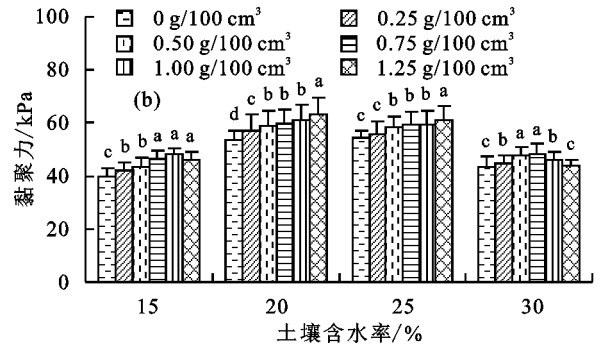 100
0 g/100 cm³ 0.25 g/100 cm³
0.50 g/100 cm³ 0.75 g/100 cm³
80
1.00 g/100 cm³ 1.25 g/100 cm³
(b)
黏聚力/kPa
60
40
20
0
c b b a a a
d c b b b a
c c b b b a
c b a a b c
15 20 25 30
土壤含水率/%